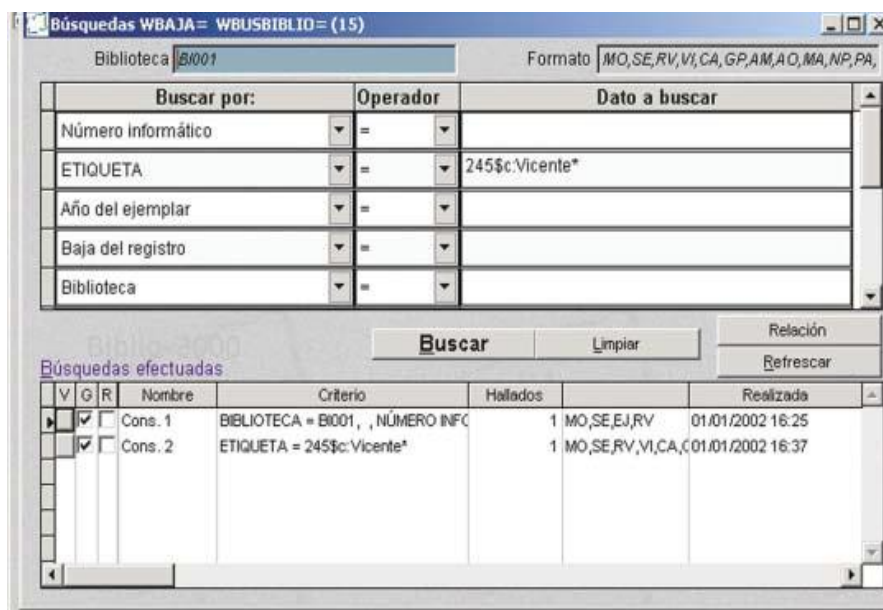 Búsquedas WBAJA= WBUSBIBLIO= (15)
Biblioteca BI001 Formato MO,SE,RV,VI,CA,GP,AM,AO,MA,NP,PA,
Buscar por: Operador Dato a buscar
Número informático =
ETIQUETA = 245$c:Vicente*
Año del ejemplar =
Baja del registro =
Biblioteca =
Biblio-3000
Relación
Buscar Limpiar
Refrescar
Búsquedas efectuadas
V G R Nombre Criterio Hallados Realizada
Cons. 1 BIBLIOTECA = BI001, , NÚMERO INFO 1 MO,SE,EJ,RV 01/01/2002 16:25
Cons. 2 ETIQUETA = 245$c:Vicente* 1 MO,SE,RV,VI,CA,G 01/01/2002 16:37